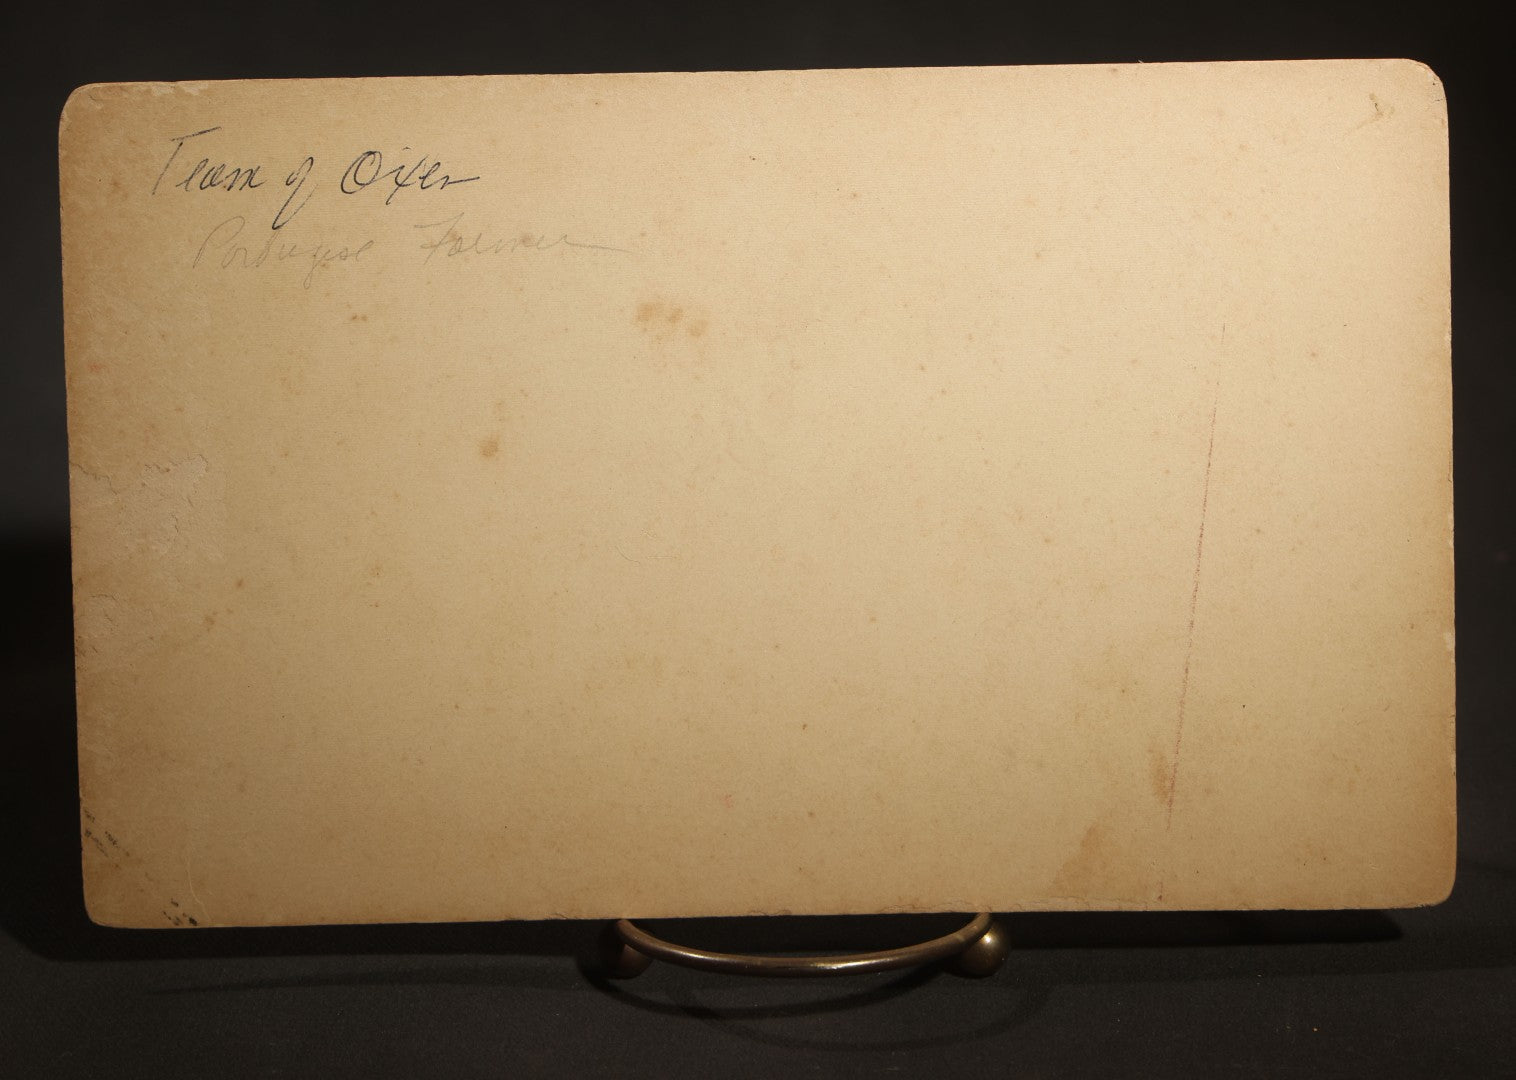 Team of Oxen
Portugese Farmer